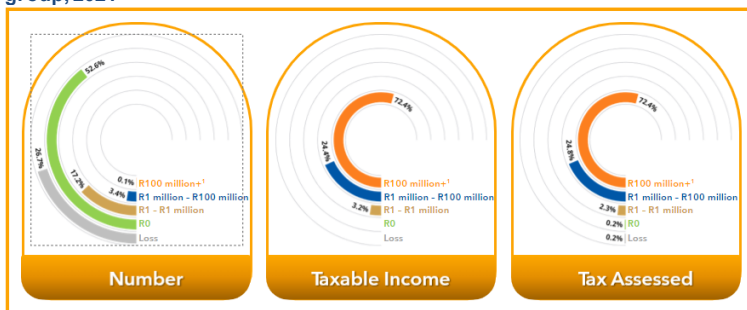 group, 2021
52.6%
26.7%
17.2%
3.4%
0.1%
R100 million+¹
R1 million - R100 million
R1 - R1 million
R0
Loss
Number
72.4%
24.4%
3.2%
R100 million+¹
R1 million - R100 million
R1 - R1 million
R0
Loss
Taxable Income
72.4%
24.8%
2.3%
0.2%
0.2%
R100 million+¹
R1 million - R100 million
R1 - R1 million
R0
Loss
Tax Assessed